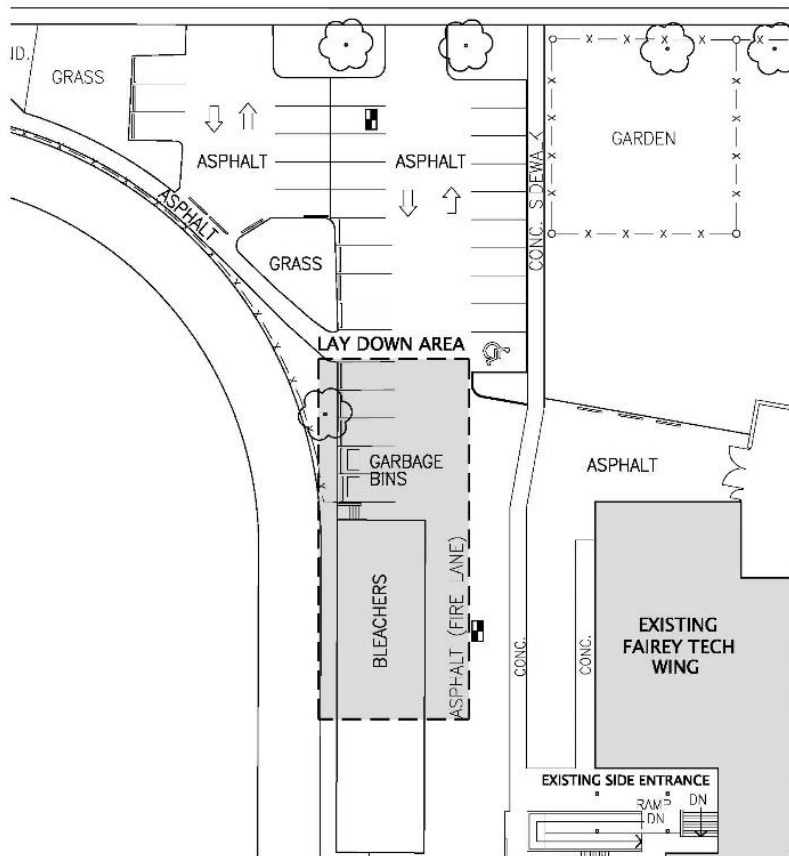 ND.
GRASS
ASPHALT
ASPHALT
GARDEN
ASPHALT
CONC. SIDEWALK
GRASS
LAY DOWN AREA
GARBAGE
BINS
ASPHALT
BLEACHERS
ASPHALT (FIRE LANE)
CONC.
CONC.
EXISTING
FAIREY TECH
WING
EXISTING SIDE ENTRANCE
RAMP
DN
DN